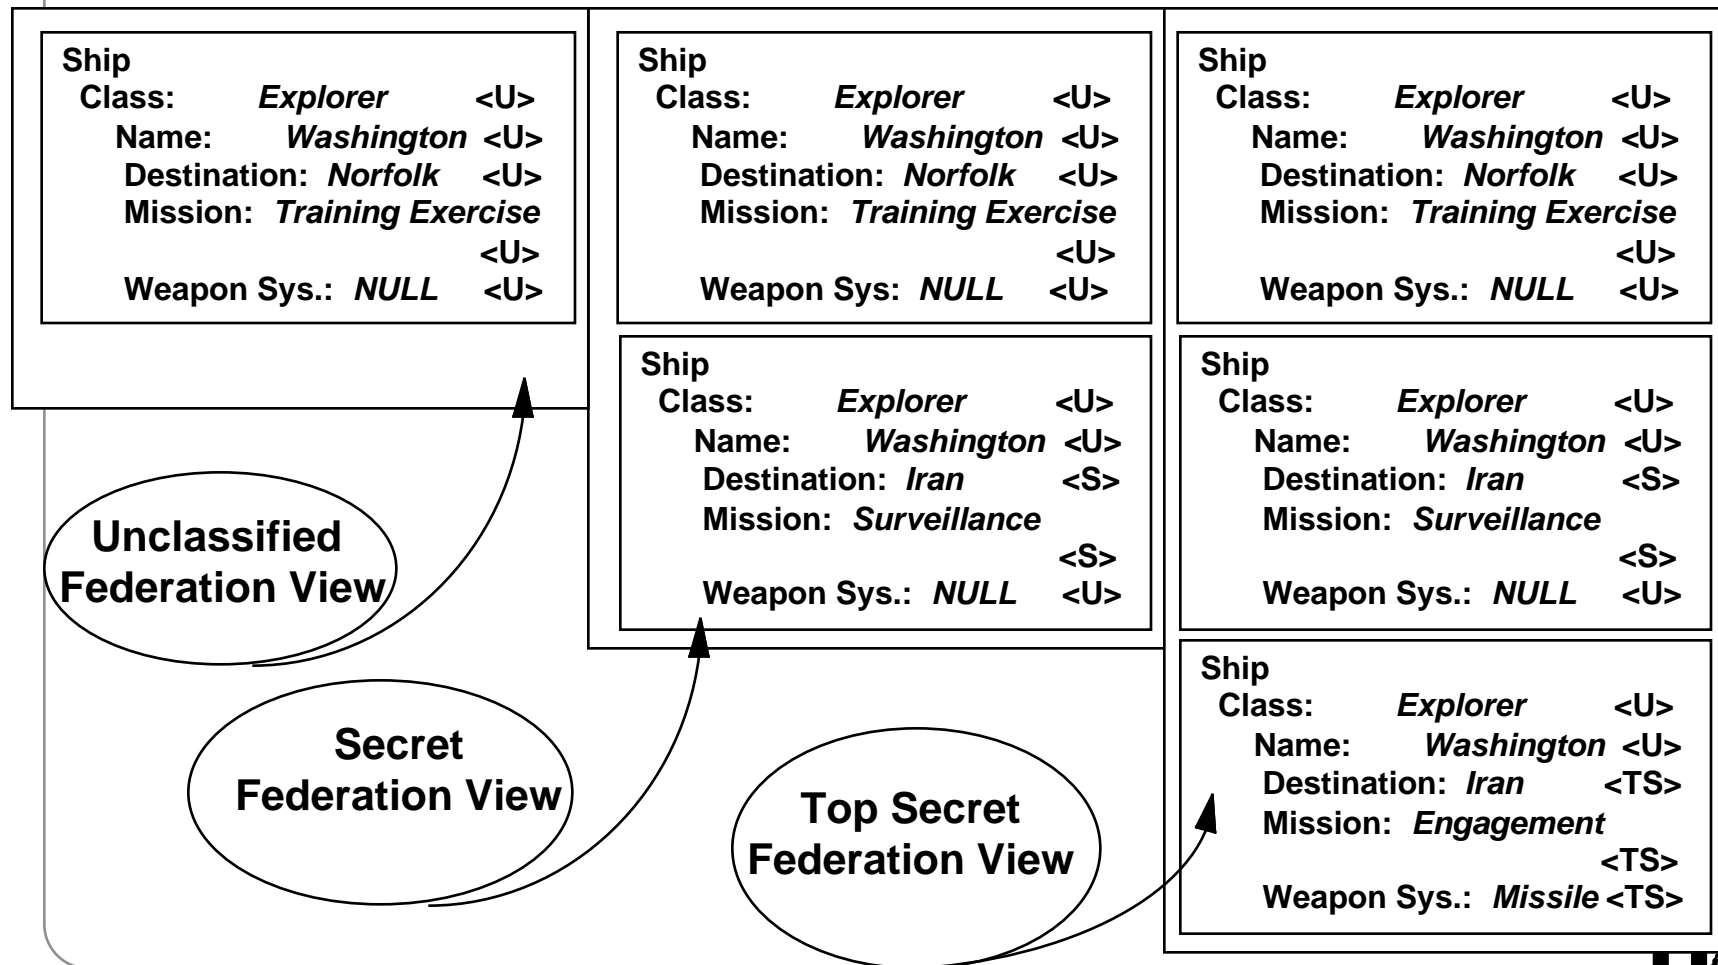 Ship
Class: Explorer <U>
Name: Washington <U>
Destination: Norfolk <U>
Mission: Training Exercise
<U>
Weapon Sys.: NULL <U>
Ship
Class: Explorer <U>
Name: Washington <U>
Destination: Norfolk <U>
Mission: Training Exercise
<U>
Weapon Sys: NULL <U>
Ship
Class: Explorer <U>
Name: Washington <U>
Destination: Iran <S>
Mission: Surveillance
<S>
Weapon Sys.: NULL <U>
Ship
Class: Explorer <U>
Name: Washington <U>
Destination: Norfolk <U>
Mission: Training Exercise
<U>
Weapon Sys.: NULL <U>
Ship
Class: Explorer <U>
Name: Washington <U>
Destination: Iran <S>
Mission: Surveillance
<S>
Weapon Sys.: NULL <U>
Ship
Class: Explorer <U>
Name: Washington <U>
Destination: Iran <TS>
Mission: Engagement
<TS>
Weapon Sys.: Missile <TS>
Unclassified
Federation View
Secret
Federation View
Top Secret
Federation View